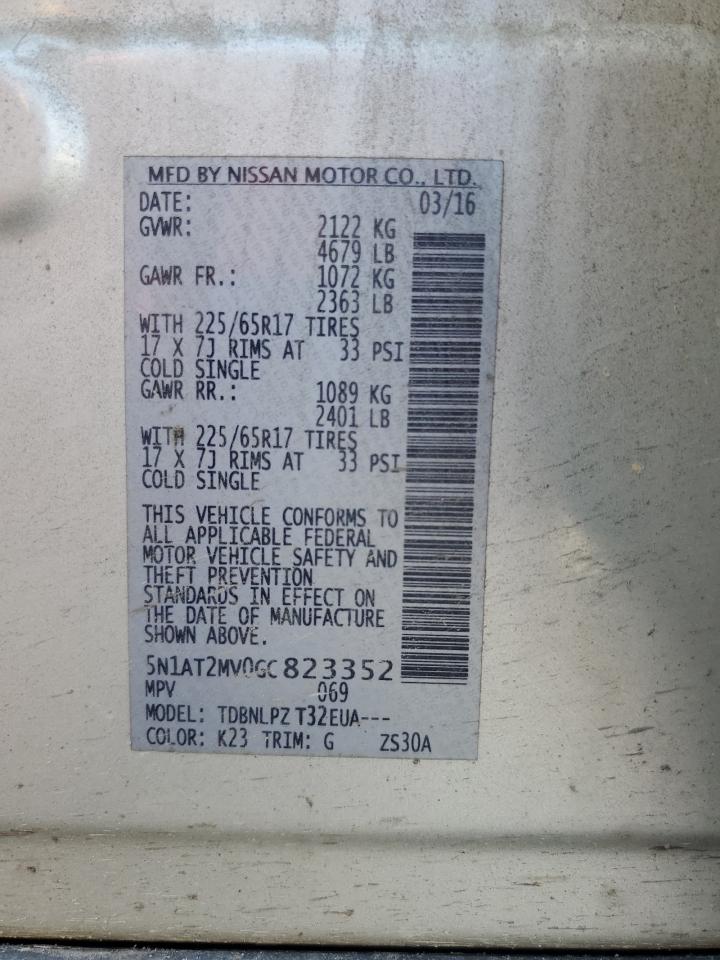 MFD BY NISSAN MOTOR CO., LTD.
DATE: 03/16
GVWR: 2122 KG
4679 LB
GAWR FR.: 1072 KG
2363 LB
WITH 225/65R17 TIRES
17 X 7J RIMS AT 33 PSI
COLD SINGLE
GAWR RR.: 1089 KG
2401 LB
WITH 225/65R17 TIRES
17 X 7J RIMS AT 33 PSI
COLD SINGLE
THIS VEHICLE CONFORMS TO
ALL APPLICABLE FEDERAL
MOTOR VEHICLE SAFETY AND
THEFT PREVENTION
STANDARDS IN EFFECT ON
THE DATE OF MANUFACTURE
SHOWN ABOVE.
5N1AT2MV0GC823352
MPV 069
MODEL: TDBNLPZ T32EUA---
COLOR: K23 TRIM: G ZS30A